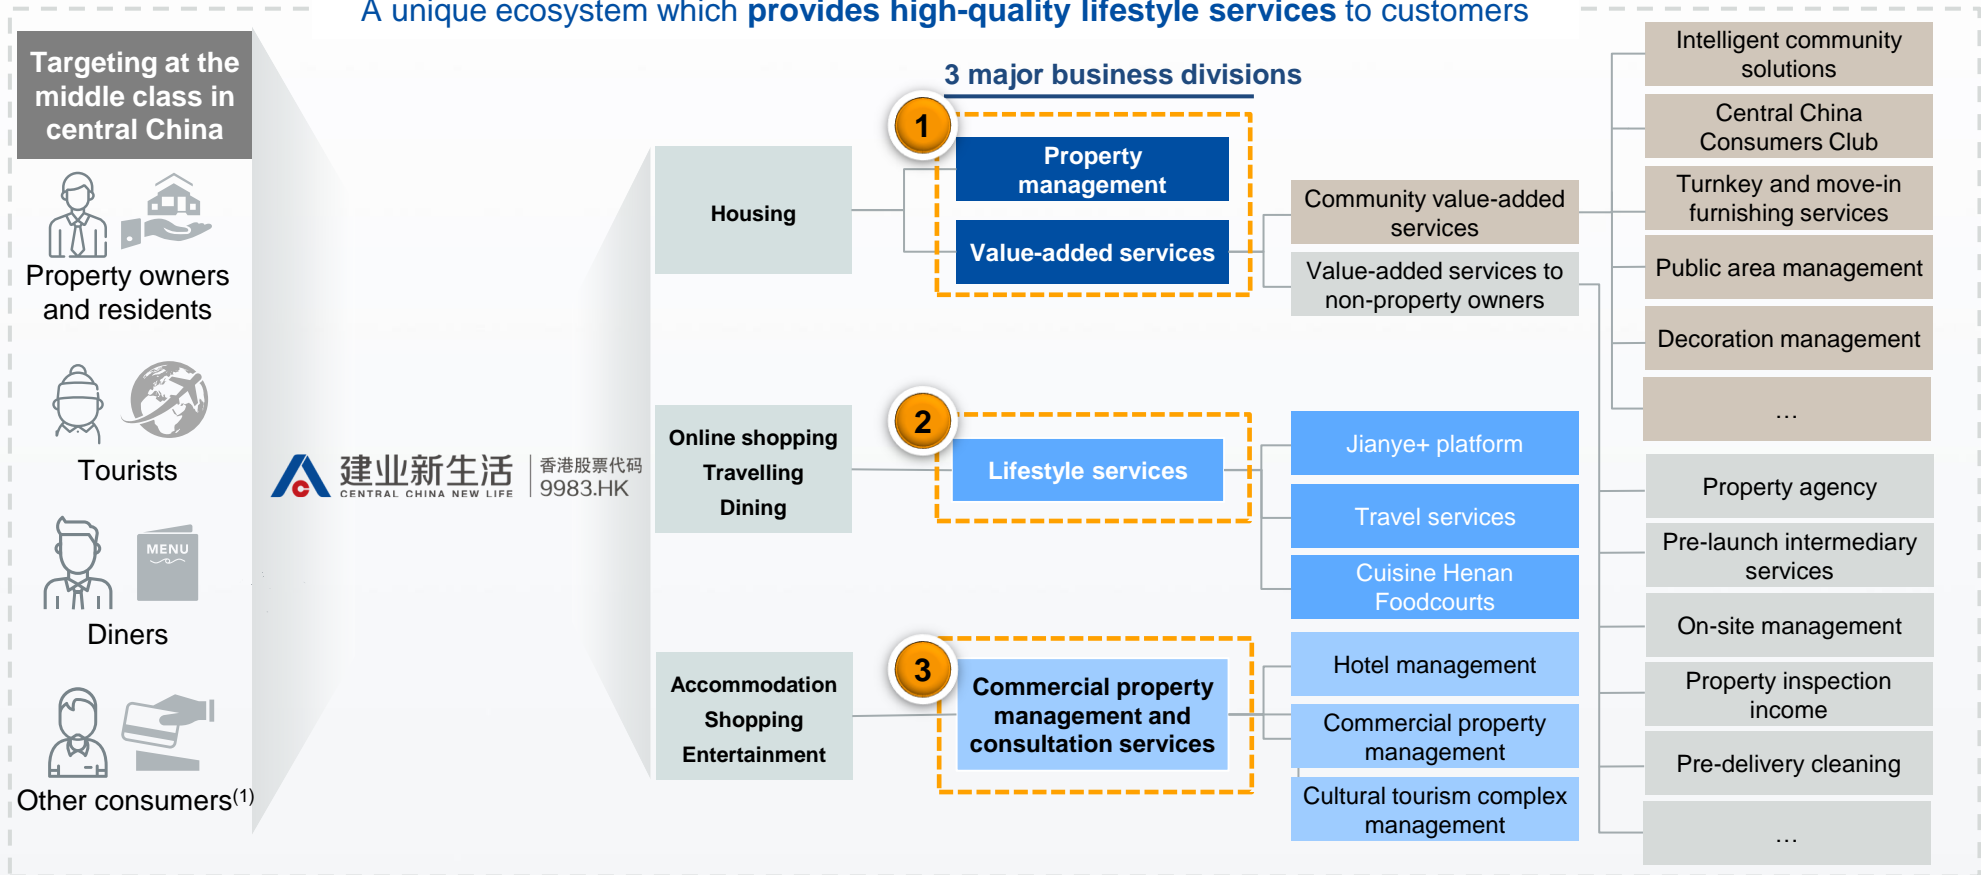 A unique ecosystem which provides high-quality lifestyle services to customers
Targeting at the
middle class in
central China
Property owners
and residents
Tourists
MENU
Diners
Other consumers(1)
建业新生活
CENTRAL CHINA NEW LIFE
香港股票代码
9983.HK
3 major business divisions
Housing
1
Property
management
Value-added services
Community value-added
services
Value-added services to
non-property owners
Online shopping
Travelling
Dining
2
Lifestyle services
Jianye+ platform
Travel services
Cuisine Henan
Foodcourts
Accommodation
Shopping
Entertainment
3
Commercial property
management and
consultation services
Hotel management
Commercial property
management
Cultural tourism complex
management
Intelligent community
solutions
Central China
Consumers Club
Turnkey and move-in
furnishing services
Public area management
Decoration management
…
Property agency
Pre-launch intermediary
services
On-site management
Property inspection
income
Pre-delivery cleaning
…